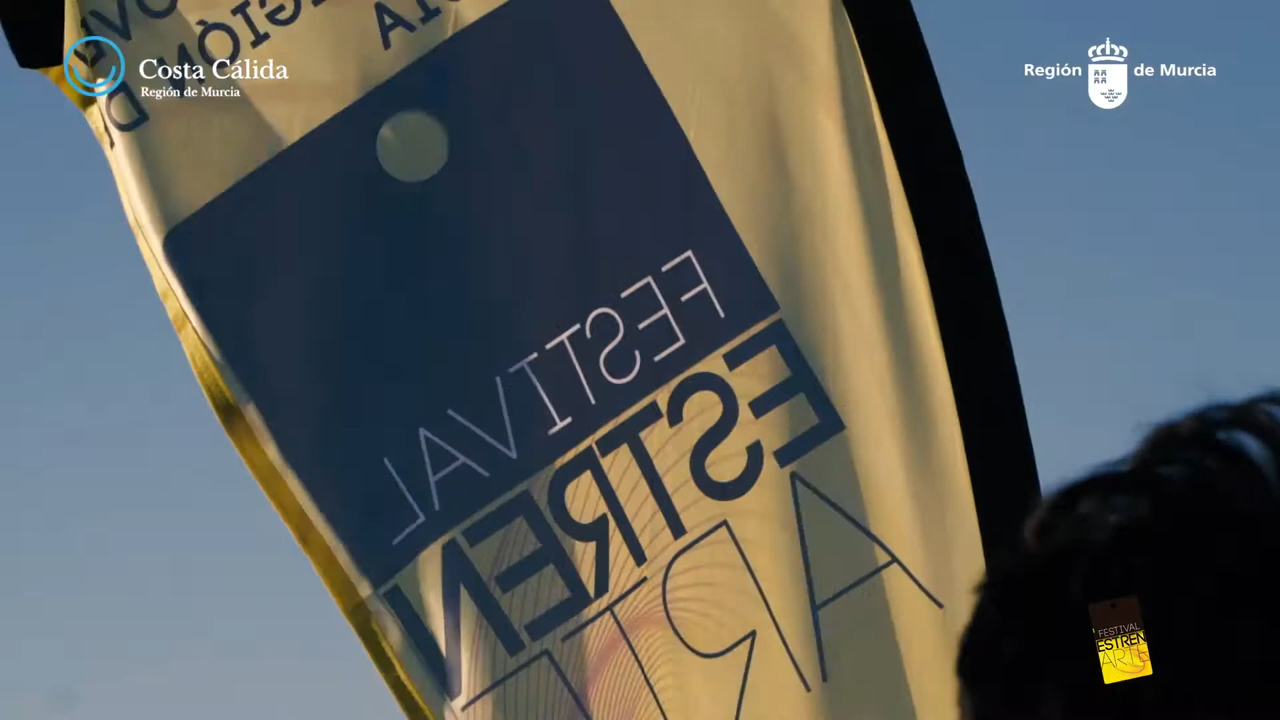 Costa Cálida
Región de Murcia
Región de Murcia
FESTIVAL
ESTREN
ARTE
FESTIVAL
ESTREN
ARTE